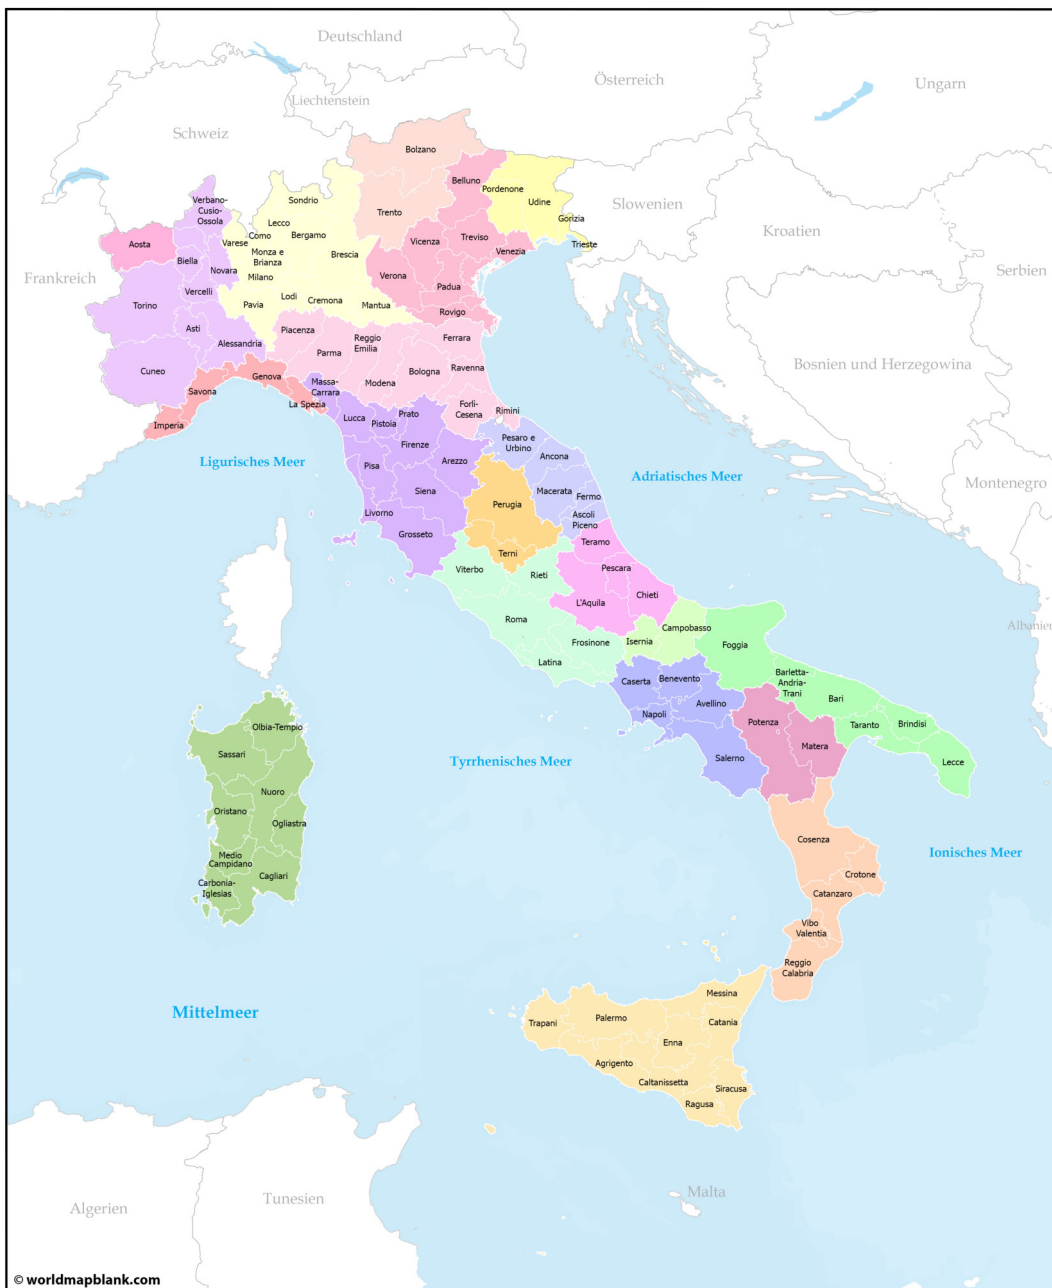 Deutschland
Österreich
Ungarn
Liechtenstein
Schweiz
Bolzano
Belluno
Pordenone
Udine
Slowenien
Kroatien
Serbien
Frankreich
Verbano-
Cusio-
Ossola
Sondrio
Trento
Gorizia
Trieste
Aosta
Lecco
Como
Bergamo
Varese
Monza e
Brianza
Milano
Brescia
Vicenza
Treviso
Venezia
Biella
Novara
Vercelli
Verona
Padua
Torino
Pavia
Lodi
Cremona
Mantua
Rovigo
Asti
Alessandria
Piacenza
Parma
Reggio
Emilia
Ferrara
Cuneo
Genova
Savona
Massa-
Carrara
Modena
Bologna
Ravenna
Bosnien und Herzegowina
La Spezia
Imperia
Forlì-
Cesena
Rimini
Lucca
Pistoia
Prato
Firenze
Pesaro e
Urbino
Ancona
Ligurisches Meer
Pisa
Arezzo
Adriatisches Meer
Montenegro
Siena
Macerata
Fermo
Perugia
Livorno
Ascoli
Piceno
Grosseto
Teramo
Terni
Viterbo
Rieti
Pescara
L'Aquila
Chieti
Roma
Campobasso
Albanien
Frosinone
Isernia
Foggia
Latina
Caserta
Benevento
Barletta-
Andria-
Trani
Bari
Avellino
Napoli
Potenza
Taranto
Brindisi
Olbia-Tempio
Sassari
Tyrrhenisches Meer
Salerno
Matera
Lecce
Nuoro
Oristano
Ogliastra
Cosenza
Ionisches Meer
Medio
Campidano
Carbonia-
Iglesias
Cagliari
Crotone
Catanzaro
Vibo
Valentia
Reggio
Calabria
Mittelmeer
Messina
Trapani
Palermo
Catania
Enna
Agrigento
Caltanissetta
Siracusa
Ragusa
Algerien
Tunesien
Malta
© worldmapblank.com